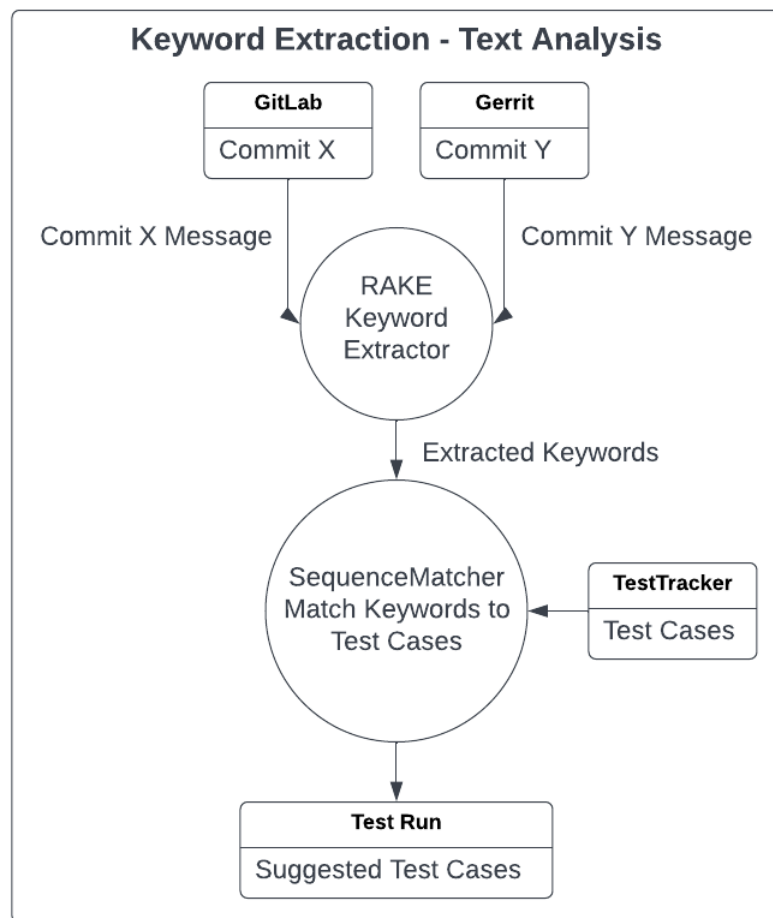 Keyword Extraction - Text Analysis
GitLab
Commit X
Gerrit
Commit Y
Commit X Message
Commit Y Message
RAKE
Keyword
Extractor
Extracted Keywords
SequenceMatcher
Match Keywords to
Test Cases
TestTracker
Test Cases
Test Run
Suggested Test Cases